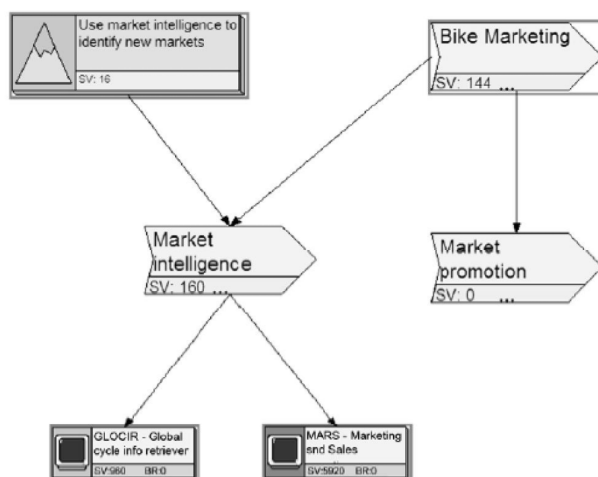 Use market intelligence to
identify new markets
SV: 16
Bike Marketing
SV: 144 ...
Market
intelligence
SV: 160 ...
Market
promotion
SV: 0 ...
GLOCIR - Global
cycle info retriever
SV:960 BR:0
MARS - Marketing
snd Sales
SV:5920 BR:0